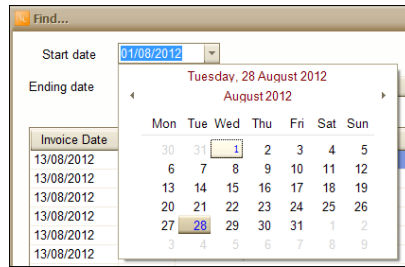 Find...
Start date 01/08/2012
Tuesday, 28 August 2012
Ending date
August 2012
Mon Tue Wed Thu Fri Sat Sun
Invoice Date
30 31 1 2 3 4 5
13/08/2012
6 7 8 9 10 11 12
13/08/2012
13 14 15 16 17 18 19
13/08/2012
20 21 22 23 24 25 26
13/08/2012
27 28 29 30 31 1 2
13/08/2012
3 4 5 6 7 8 9
13/08/2012